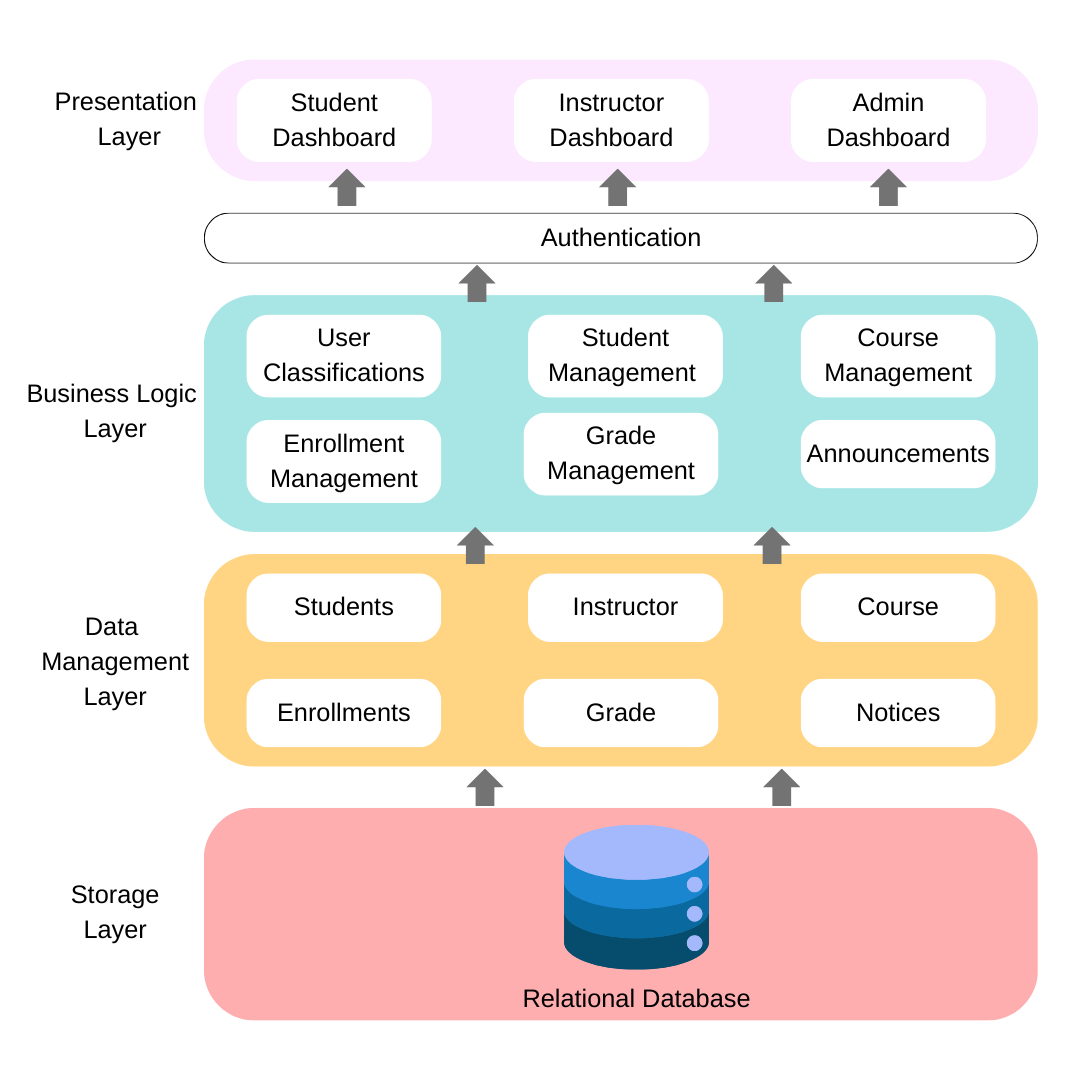 Presentation
Layer
Student
Dashboard
Instructor
Dashboard
Admin
Dashboard
Authentication
Business Logic
Layer
User
Classifications
Student
Management
Course
Management
Enrollment
Management
Grade
Management
Announcements
Data
Management
Layer
Students
Instructor
Course
Enrollments
Grade
Notices
Storage
Layer
Relational Database